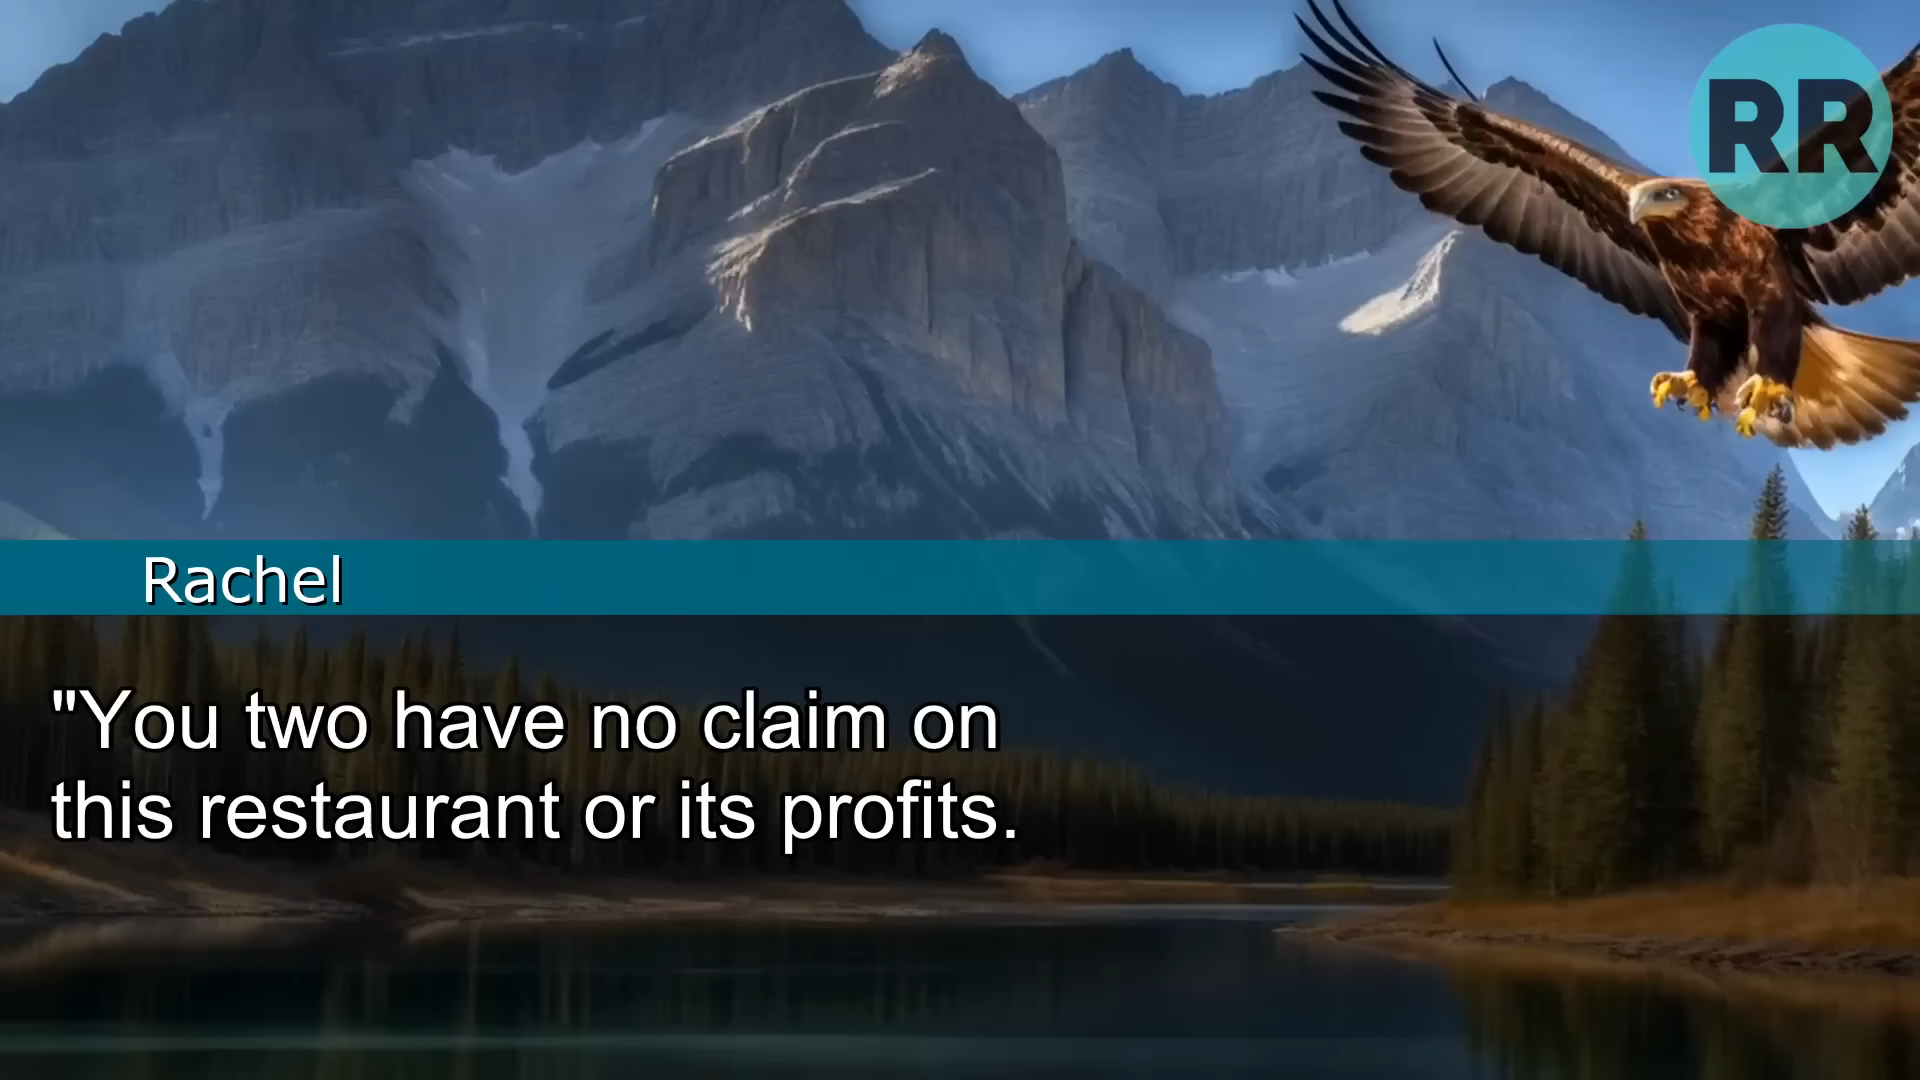 RR
Rachel
"You two have no claim on
this restaurant or its profits.